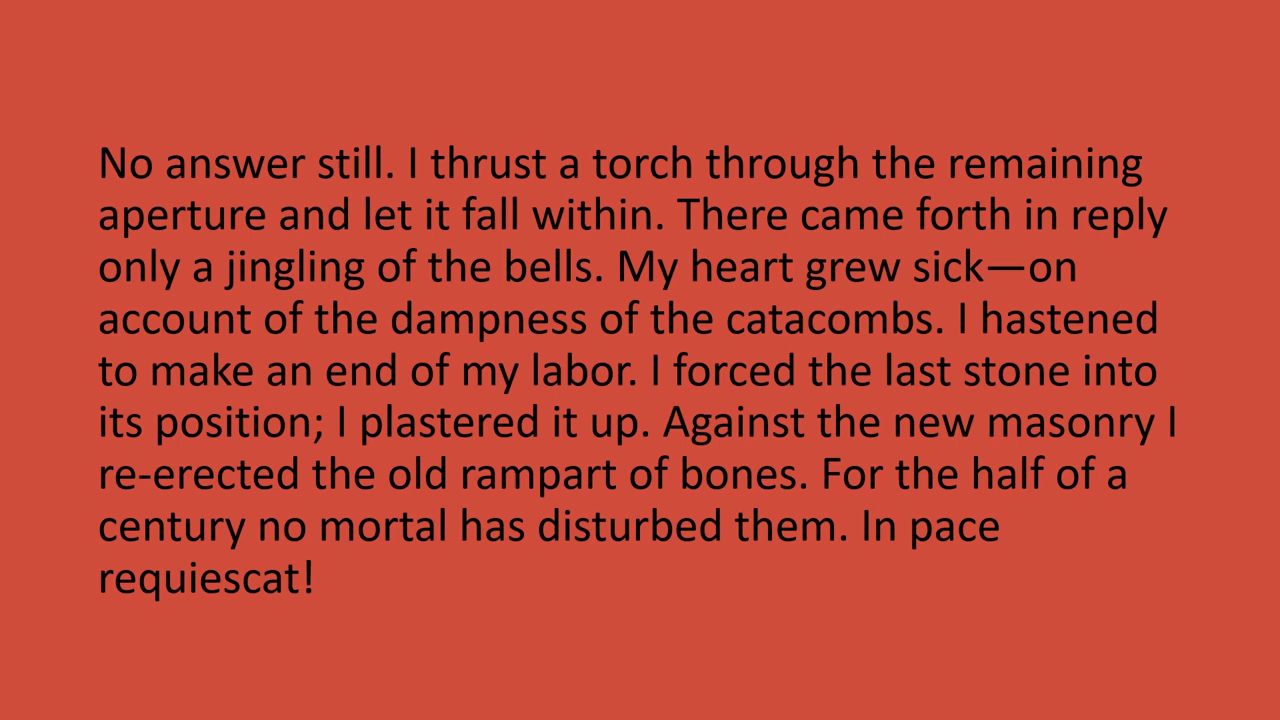 No answer still. I thrust a torch through the remaining
aperture and let it fall within. There came forth in reply
only a jingling of the bells. My heart grew sick—on
account of the dampness of the catacombs. I hastened
to make an end of my labor. I forced the last stone into
its position; I plastered it up. Against the new masonry I
re-erected the old rampart of bones. For the half of a
century no mortal has disturbed them. In pace
requiescat!